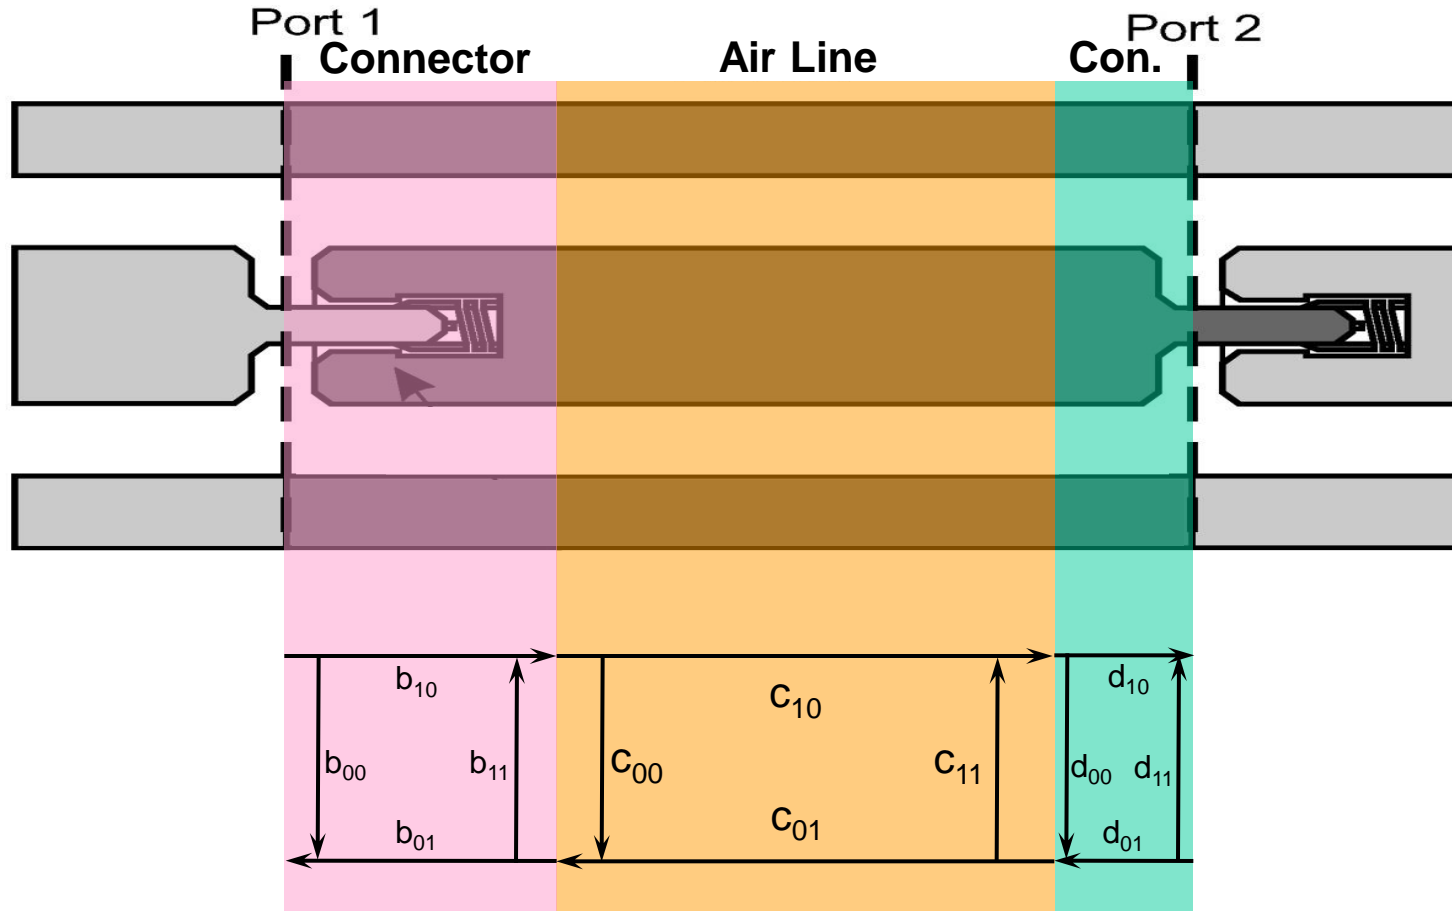 Port 1
Port 2
Connector
Air Line
Con.
b10
c10
d10
b00
b11
c00
c11
d00
d11
b01
c01
d01